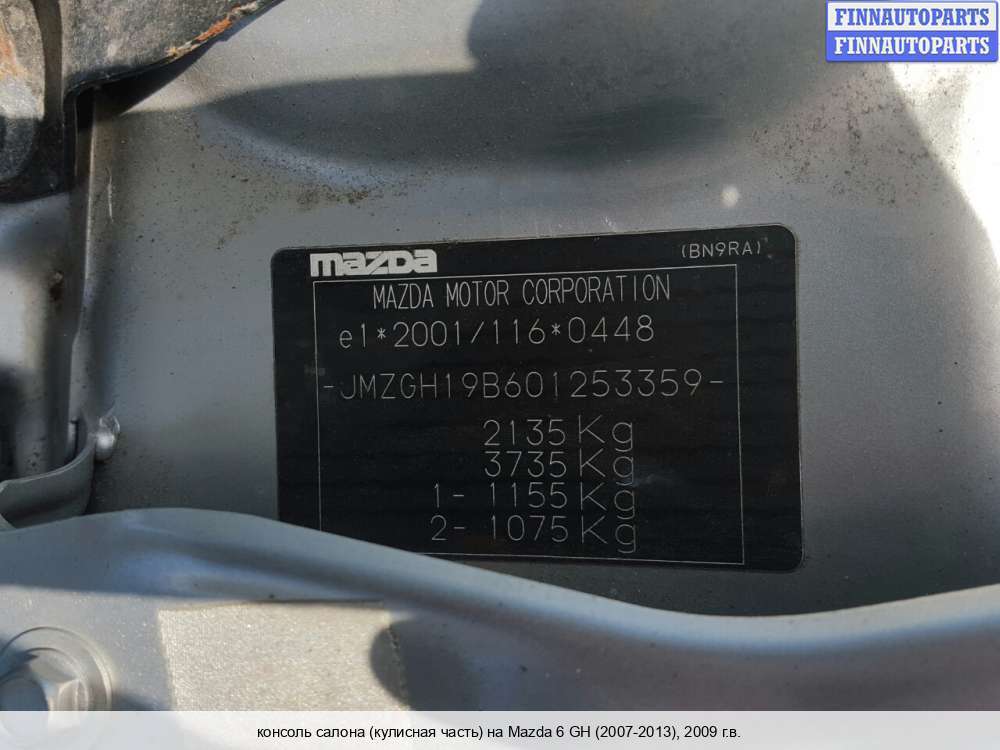 FINNAUTOPARTS
FINNAUTOPARTS
mazda
(BN9RA)
MAZDA MOTOR CORPORATION
e1*2001/116*0448
-JMZGH19B601253359-
2135Kg
3735Kg
1- 1155Kg
2- 1075Kg
консоль салона (кулисная часть) на Mazda 6 GH (2007-2013), 2009 г.в.